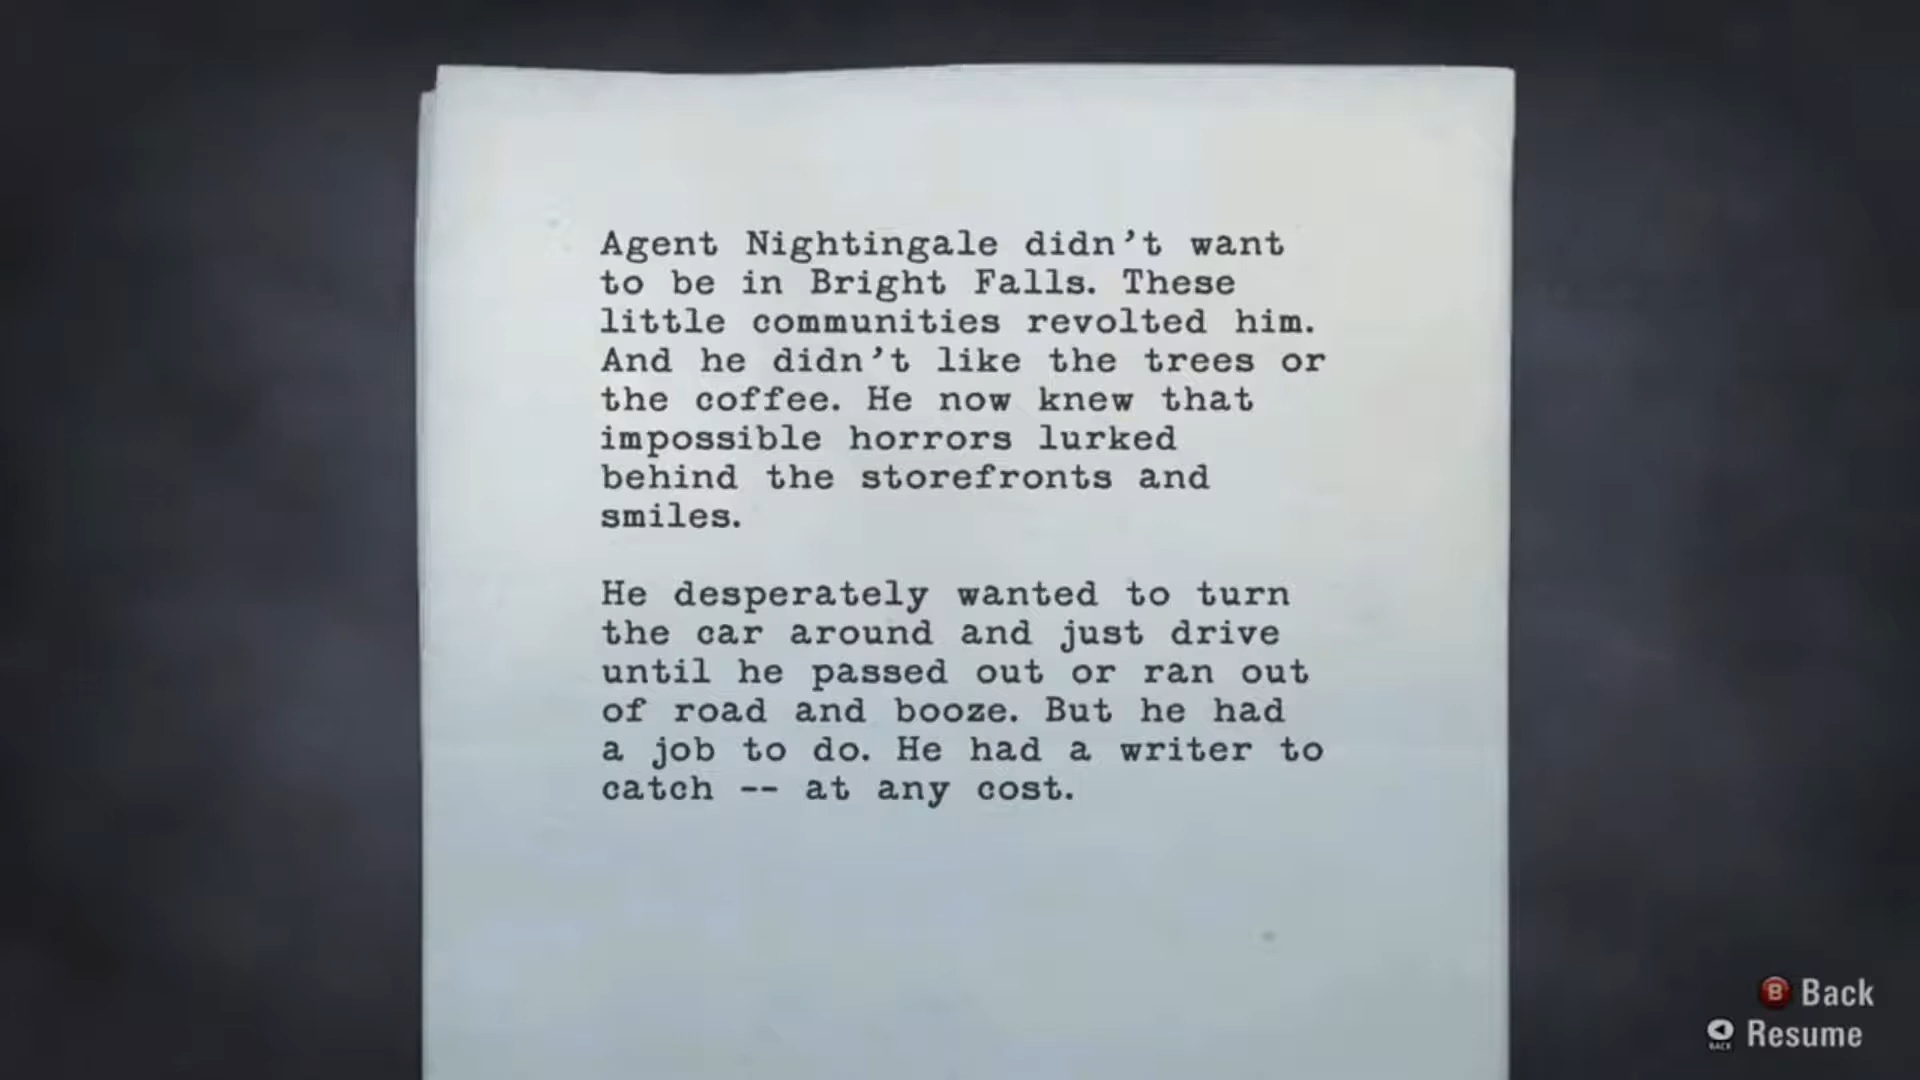 Agent Nightingale didn't want
to be in Bright Falls. These
little communities revolted him.
And he didn't like the trees or
the coffee. He now knew that
impossible horrors lurked
behind the storefronts and
smiles.
He desperately wanted to turn
the car around and just drive
until he passed out or ran out
of road and booze. But he had
a job to do. He had a writer to
catch -- at any cost.
B Back
BACK Resume